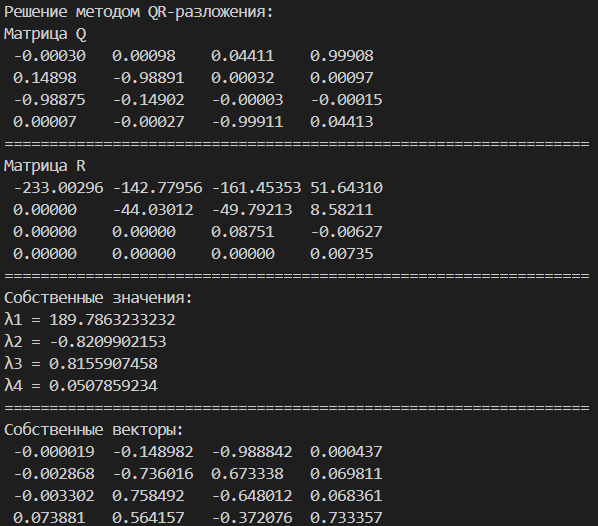 Решение методом QR-разложения:
Матрица Q
-0.00030 0.00098 0.04411 0.99908
0.14898 -0.98891 0.00032 0.00097
-0.98875 -0.14902 -0.00003 -0.00015
0.00007 -0.00027 -0.99911 0.04413
=================================================================
Матрица R
-233.00296 -142.77956 -161.45353 51.64310
0.00000 -44.03012 -49.79213 8.58211
0.00000 0.00000 0.08751 -0.00627
0.00000 0.00000 0.00000 0.00735
=================================================================
Собственные значения:
λ1 = 189.7863233232
λ2 = -0.8209902153
λ3 = 0.8155907458
λ4 = 0.0507859234
=================================================================
Собственные векторы:
-0.000019 -0.148982 -0.988842 0.000437
-0.002868 -0.736016 0.673338 0.069811
-0.003302 0.758492 -0.648012 0.068361
0.073881 0.564157 -0.372076 0.733357